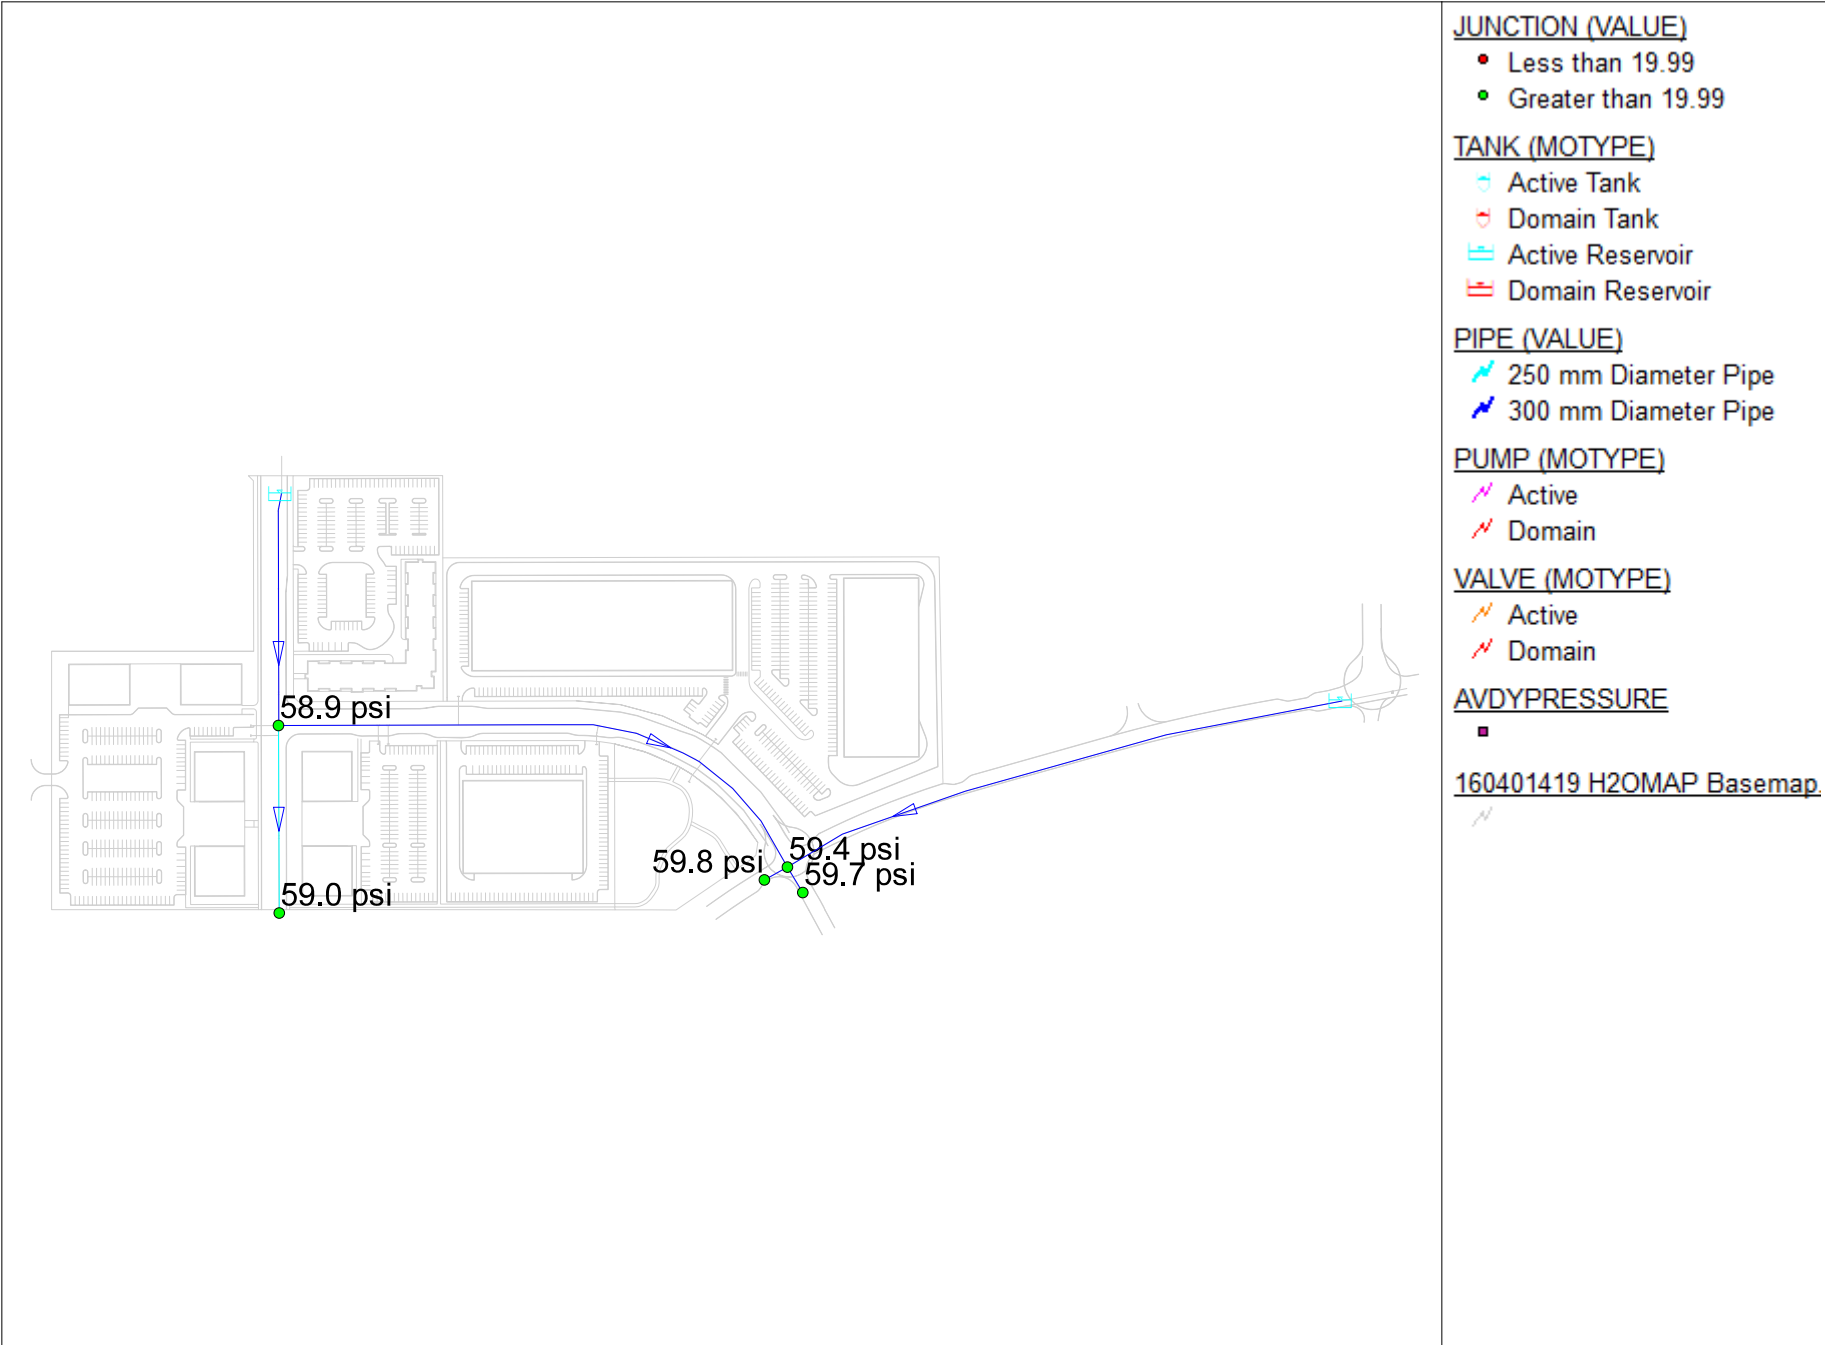 JUNCTION (VALUE)
Less than 19.99
Greater than 19.99
TANK (MOTYPE)
Active Tank
Domain Tank
Active Reservoir
Domain Reservoir
PIPE (VALUE)
250 mm Diameter Pipe
300 mm Diameter Pipe
PUMP (MOTYPE)
Active
Domain
VALVE (MOTYPE)
Active
Domain
AVDYPRESSURE
160401419 H2OMAP Basemap.
58.9 psi
59.4 psi
59.8 psi
59.7 psi
59.0 psi